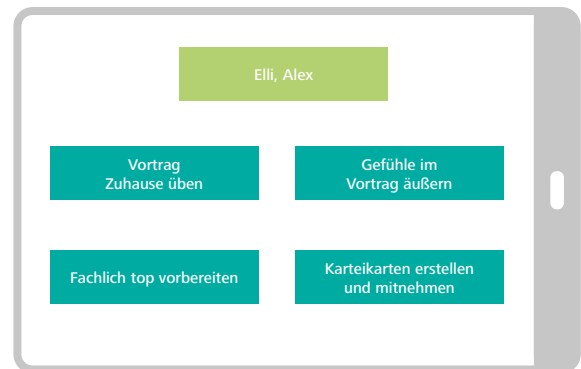 Elli, Alex
Vortrag
Zuhause üben
Gefühle im
Vortrag äußern
Fachlich top vorbereiten
Karteikarten erstellen
und mitnehmen